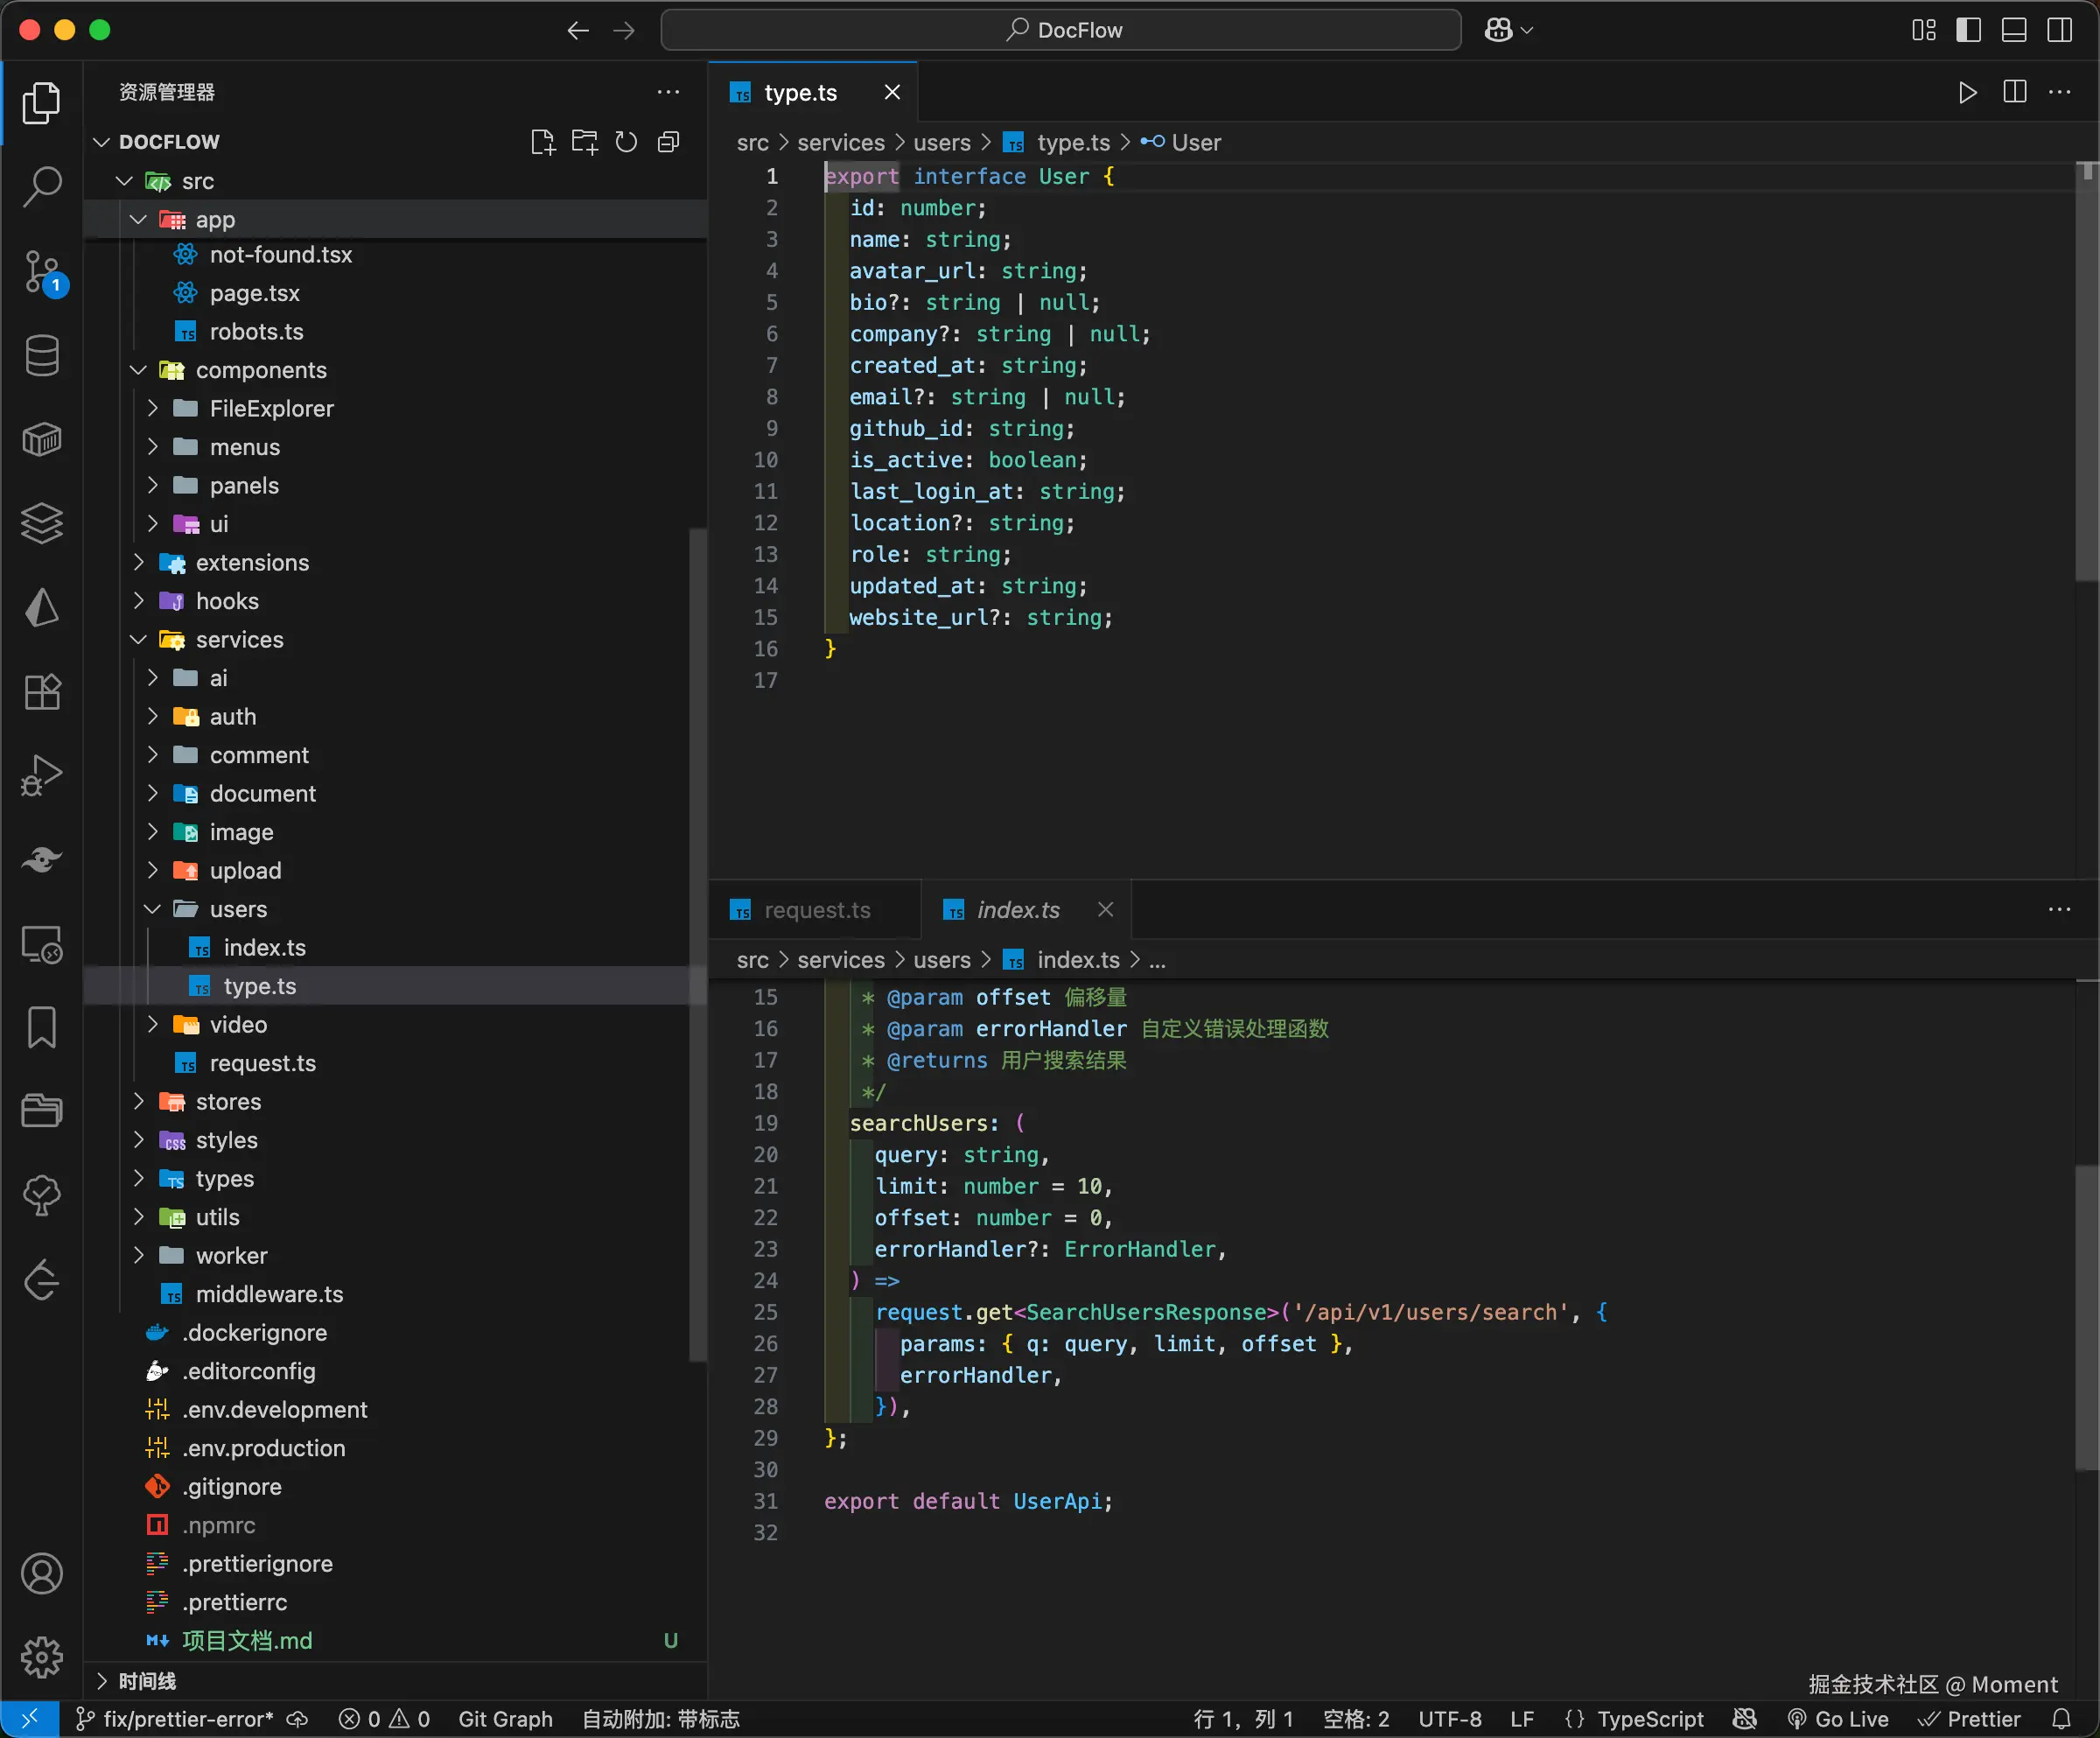 DocFlow
资源管理器
DOCFLOW
src
app
not-found.tsx
page.tsx
robots.ts
components
FileExplorer
menus
panels
ui
extensions
hooks
services
ai
auth
comment
document
image
upload
users
index.ts
type.ts
video
request.ts
stores
styles
types
utils
worker
middleware.ts
.dockerignore
.editorconfig
.env.development
.env.production
.gitignore
.npmrc
.prettierignore
.prettierrc
项目文档.md U
时间线
type.ts
src > services > users > TS type.ts > User
1 export interface User {
2 id: number;
3 name: string;
4 avatar_url: string;
5 bio?: string | null;
6 company?: string | null;
7 created_at: string;
8 email?: string | null;
9 github_id: string;
10 is_active: boolean;
11 last_login_at: string;
12 location?: string;
13 role: string;
14 updated_at: string;
15 website_url?: string;
16 }
17
request.ts index.ts
src > services > users > TS index.ts > ...
15 * @param offset 偏移量
16 * @param errorHandler 自定义错误处理函数
17 * @returns 用户搜索结果
18 */
19 searchUsers: (
20 query: string,
21 limit: number = 10,
22 offset: number = 0,
23 errorHandler?: ErrorHandler,
24 ) =>
25 request.get<SearchUsersResponse>('/api/v1/users/search', {
26 params: { q: query, limit, offset },
27 errorHandler,
28 }),
29 };
30
31 export default UserApi;
32
掘金技术社区 @ Moment
1
fix/prettier-error* 0 0 Git Graph 自动附加: 带标志 行 1，列 1 空格: 2 UTF-8 LF {} TypeScript Go Live Prettier